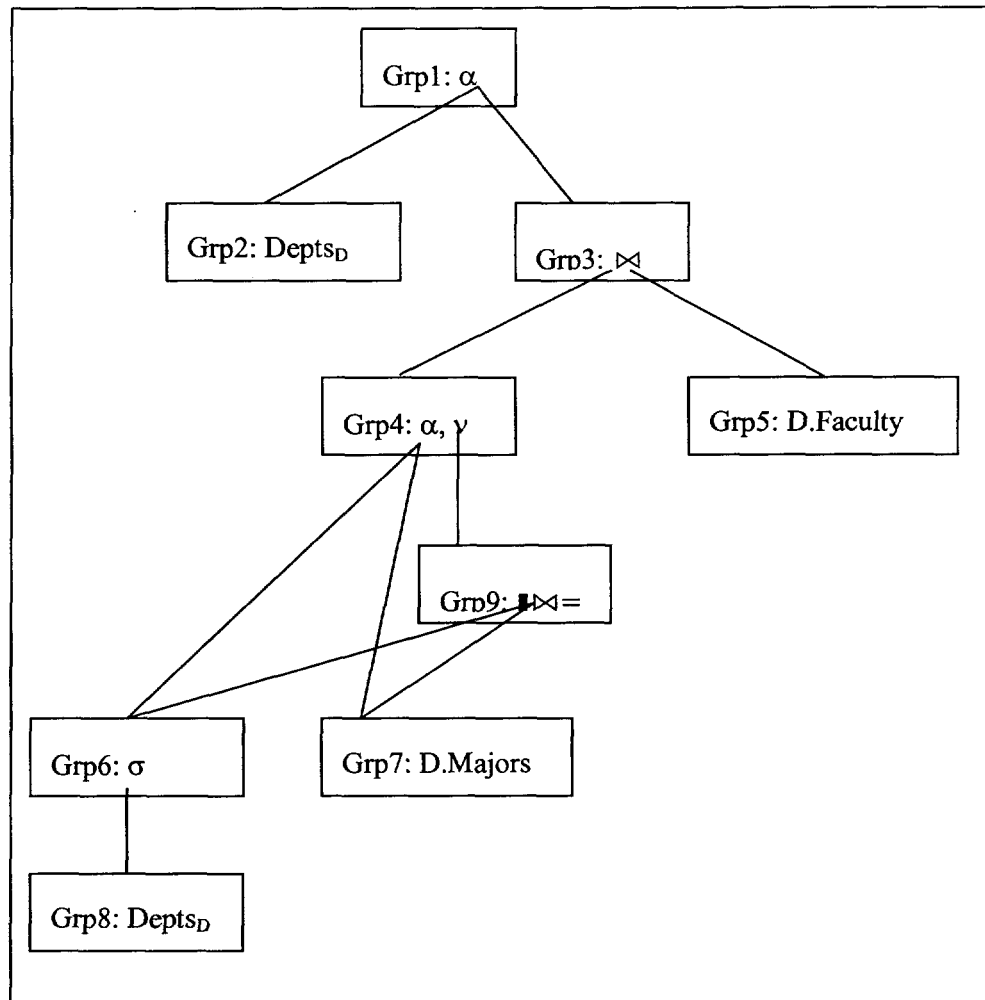 Grp1: α
Grp2: Depts_D
Grp3: ⋈
Grp4: α, ν
Grp5: D.Faculty
Grp9: ▮⋈=
Grp6: σ
Grp7: D.Majors
Grp8: Depts_D